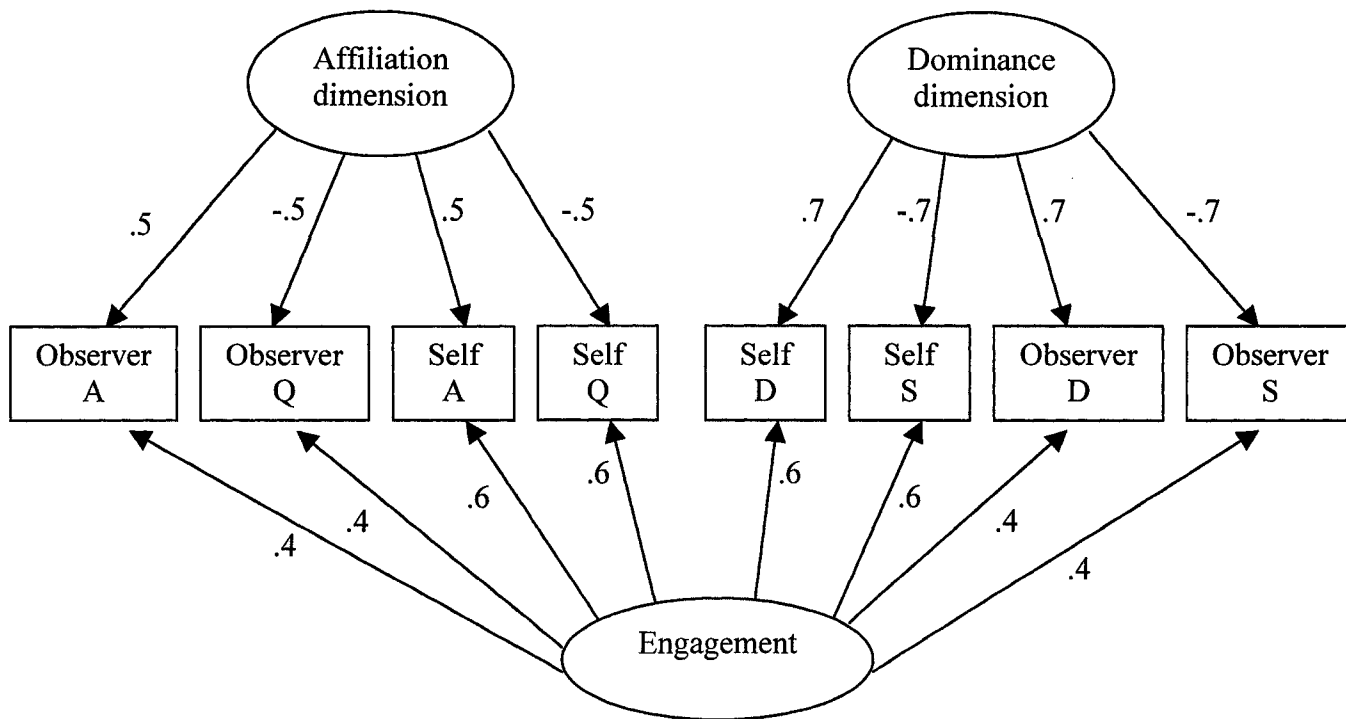 Affiliation
dimension
Dominance
dimension
.5
-.5
.5
-.5
.7
-.7
.7
-.7
Observer
A
Observer
Q
Self
A
Self
Q
Self
D
Self
S
Observer
D
Observer
S
.4
.4
.6
.6
.6
.6
.4
.4
Engagement